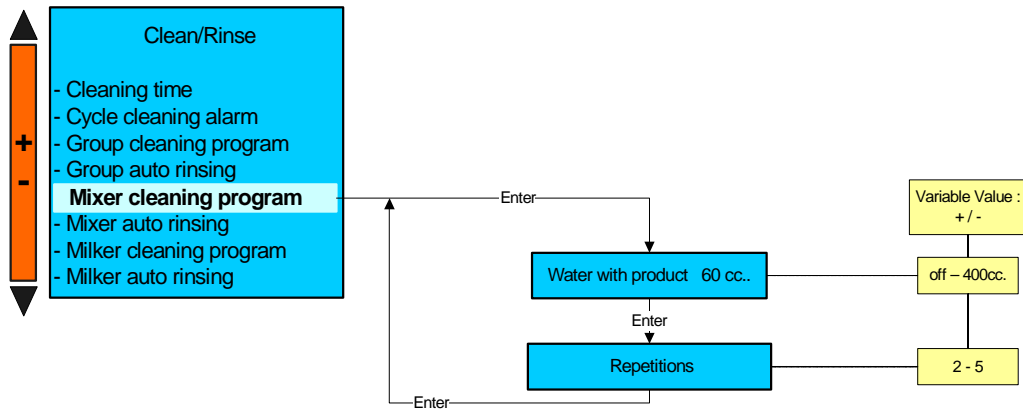 Clean/Rinse
+
-
- Cleaning time
- Cycle cleaning alarm
- Group cleaning program
- Group auto rinsing
Mixer cleaning program
- Mixer auto rinsing
- Milker cleaning program
- Milker auto rinsing
Enter
Variable Value :
+ / -
Water with product 60 cc..
off – 400cc.
Enter
Repetitions
2 - 5
Enter